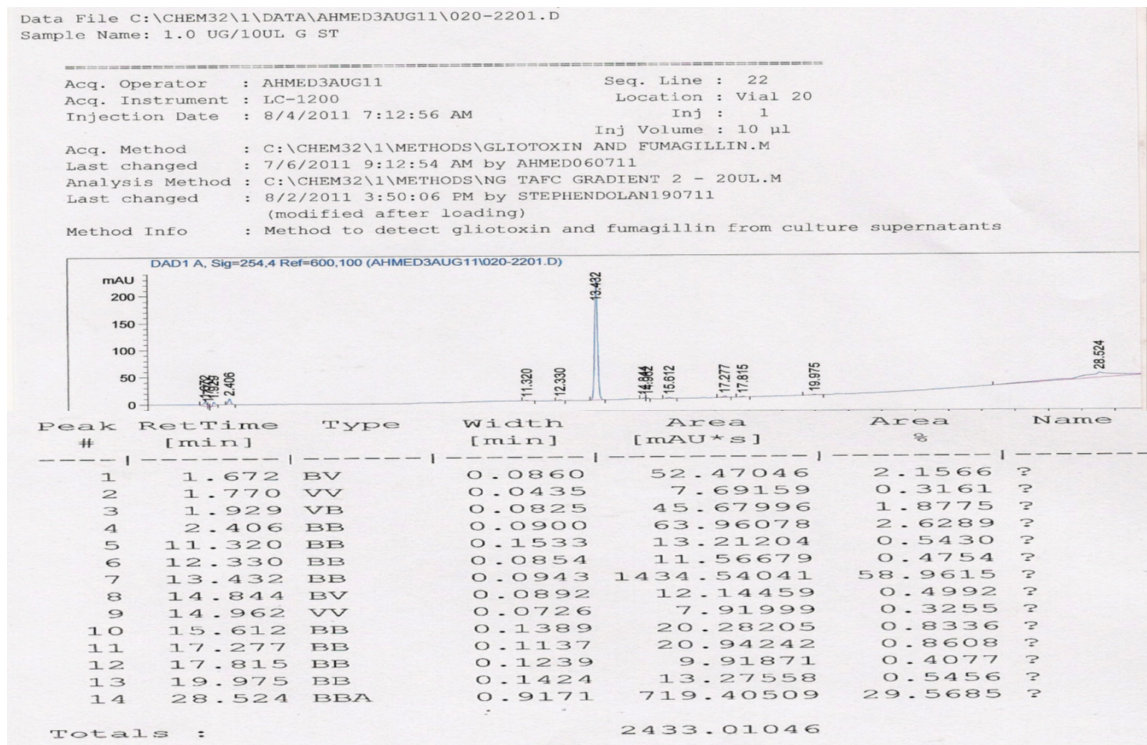 Data File C:\CHEM32\1\DATA\AHMED3AUG11\020-2201.D
Sample Name: 1.0 UG/10UL G ST
=====================================================================
Acq. Operator : AHMED3AUG11 Seq. Line : 22
Acq. Instrument : LC-1200 Location : Vial 20
Injection Date : 8/4/2011 7:12:56 AM Inj : 1
Inj Volume : 10 µl
Acq. Method : C:\CHEM32\1\METHODS\GLIOTOXIN AND FUMAGILLIN.M
Last changed : 7/6/2011 9:12:54 AM by AHMED060711
Analysis Method : C:\CHEM32\1\METHODS\NG TAFC GRADIENT 2 - 20UL.M
Last changed : 8/2/2011 3:50:06 PM by STEPHENDOLAN190711
(modified after loading)
Method Info : Method to detect gliotoxin and fumagillin from culture supernatants
DAD1 A, Sig=254,4 Ref=600,100 (AHMED3AUG11\020-2201.D)
mAU
200
150
100
50
0
2.406
11.320
12.330
13.432
14.962
15.612
17.277
17.815
19.975
28.524
Peak RetTime Type Width Area Area Name
# [min] [min] [mAU*s] %
1 1.672 BV 0.0860 52.47046 2.1566 ?
2 1.770 VV 0.0435 7.69159 0.3161 ?
3 1.929 VB 0.0825 45.67996 1.8775 ?
4 2.406 BB 0.0900 63.96078 2.6289 ?
5 11.320 BB 0.1533 13.21204 0.5430 ?
6 12.330 BB 0.0854 11.56679 0.4754 ?
7 13.432 BB 0.0943 1434.54041 58.9615 ?
8 14.844 BV 0.0892 12.14459 0.4992 ?
9 14.962 VV 0.0726 7.91999 0.3255 ?
10 15.612 BB 0.1389 20.28205 0.8336 ?
11 17.277 BB 0.1137 20.94242 0.8608 ?
12 17.815 BB 0.1239 9.91871 0.4077 ?
13 19.975 BB 0.1424 13.27558 0.5456 ?
14 28.524 BBA 0.9171 719.40509 29.5685 ?
Totals : 2433.01046